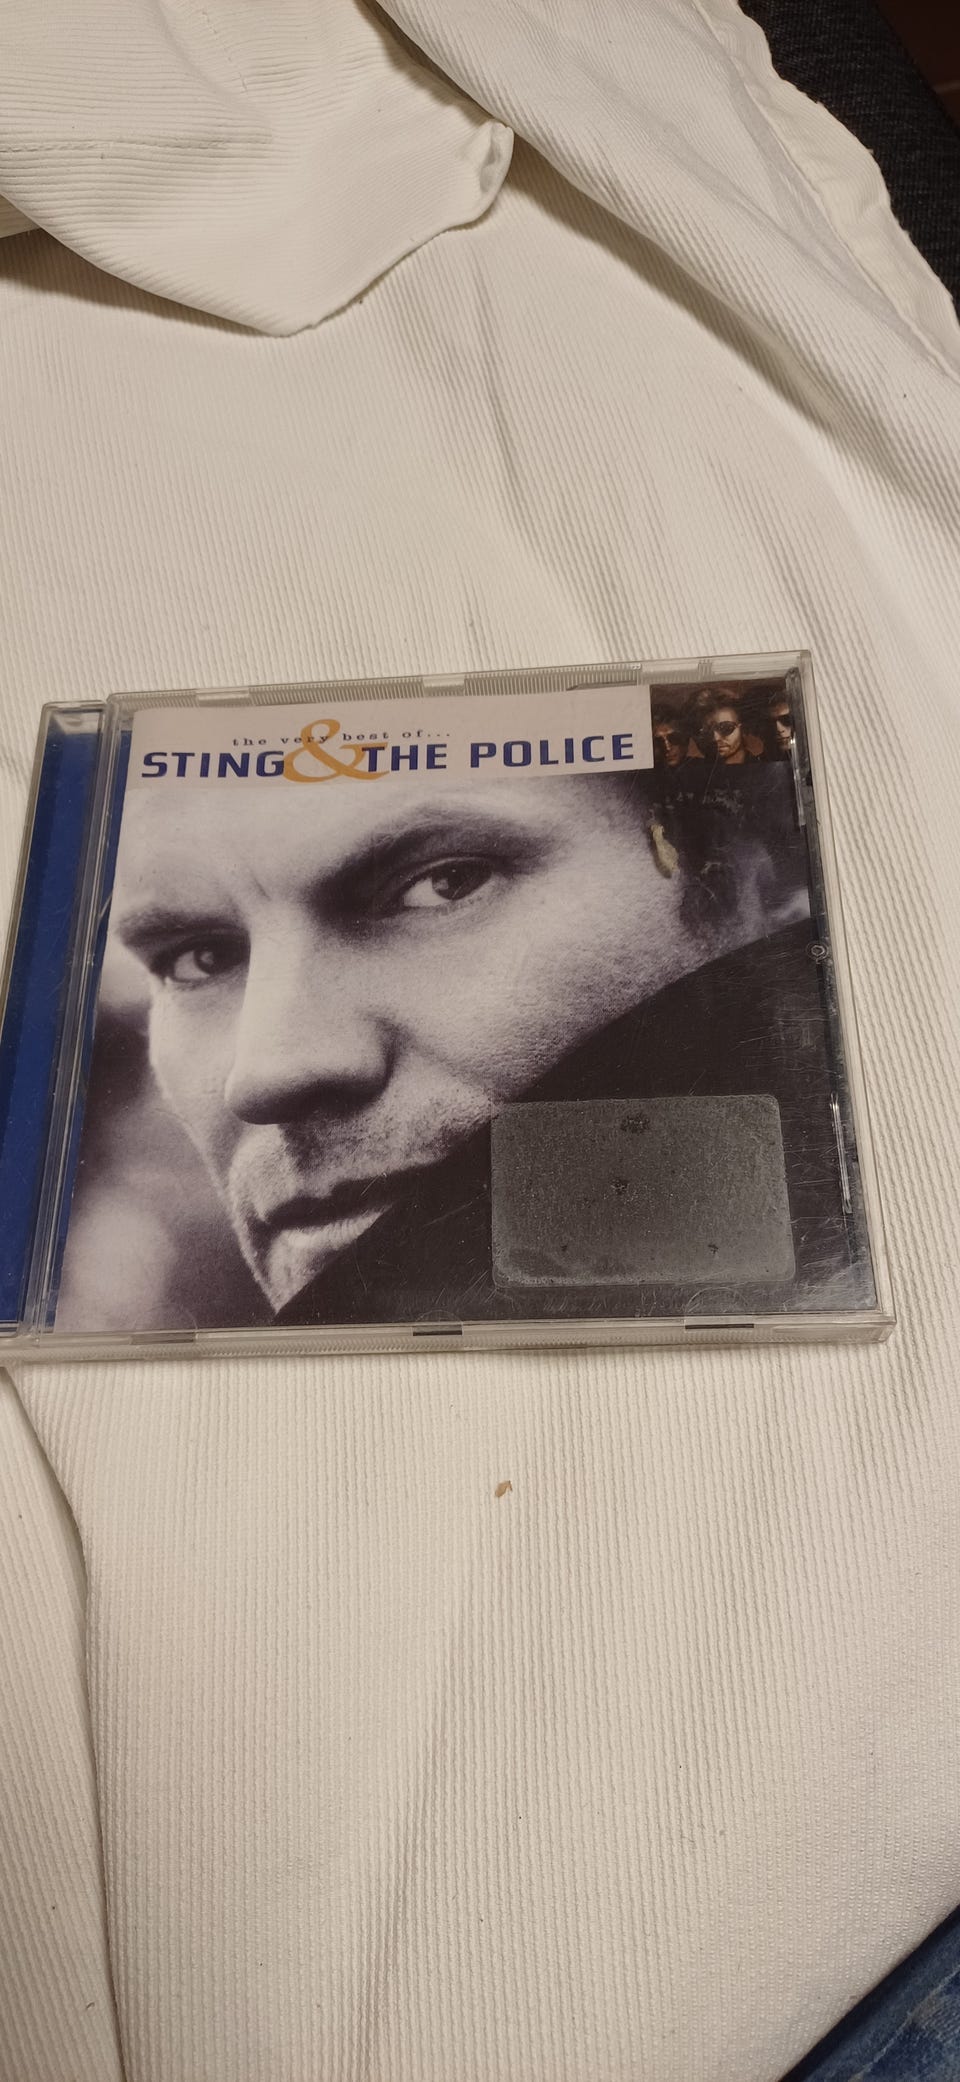 the very best of...
STING & THE POLICE